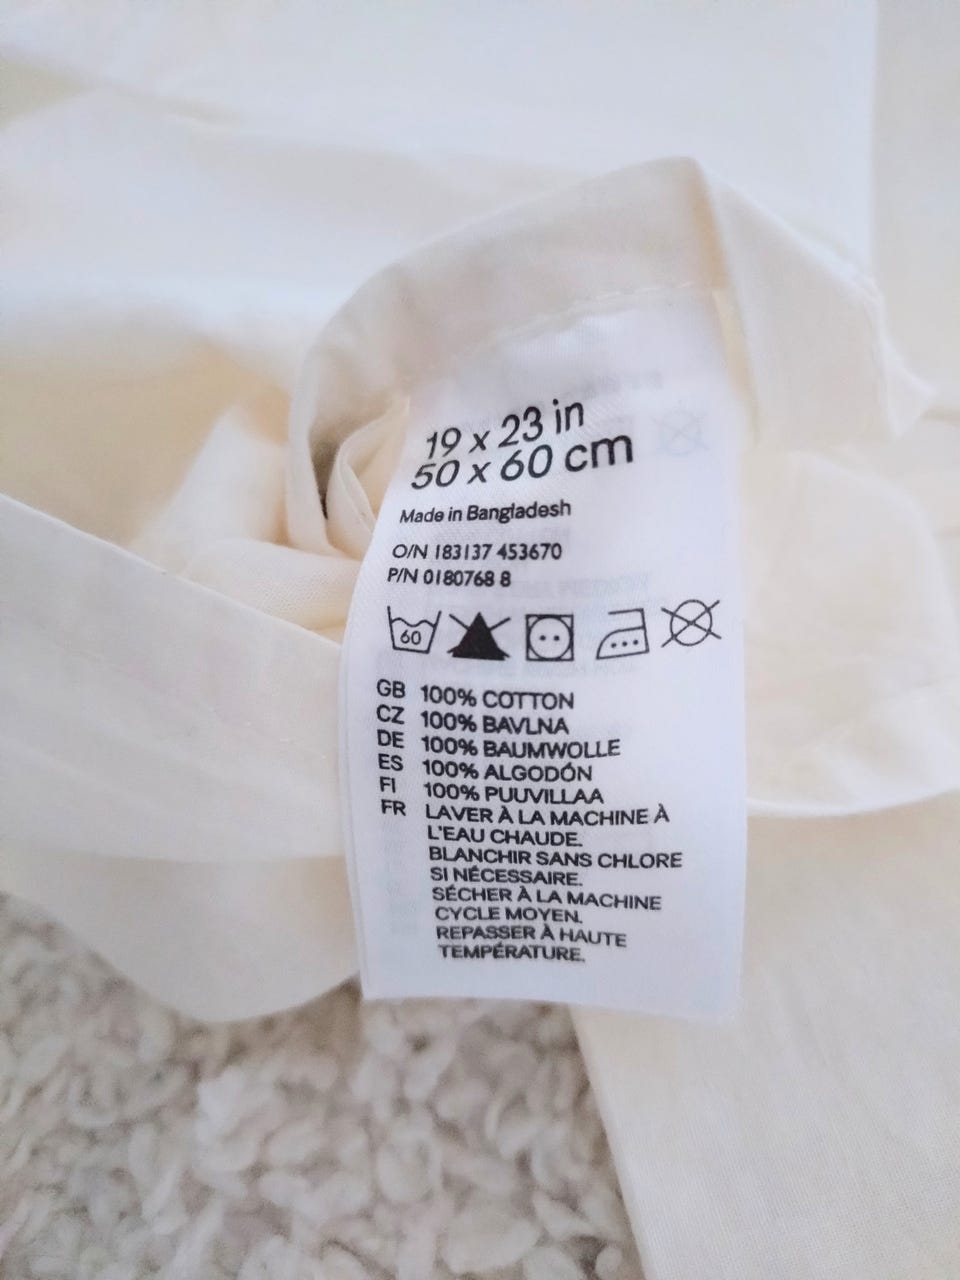 19 x 23 in
50 x 60 cm
Made in Bangladesh
O/N 183137 453670
P/N 0180768 8
60
GB 100% COTTON
CZ 100% BAVLNA
DE 100% BAUMWOLLE
ES 100% ALGODÓN
FI 100% PUUVILLAA
FR LAVER À LA MACHINE À
L'EAU CHAUDE.
BLANCHIR SANS CHLORE
SI NÉCESSAIRE.
SÉCHER À LA MACHINE
CYCLE MOYEN.
REPASSER À HAUTE
TEMPÉRATURE.